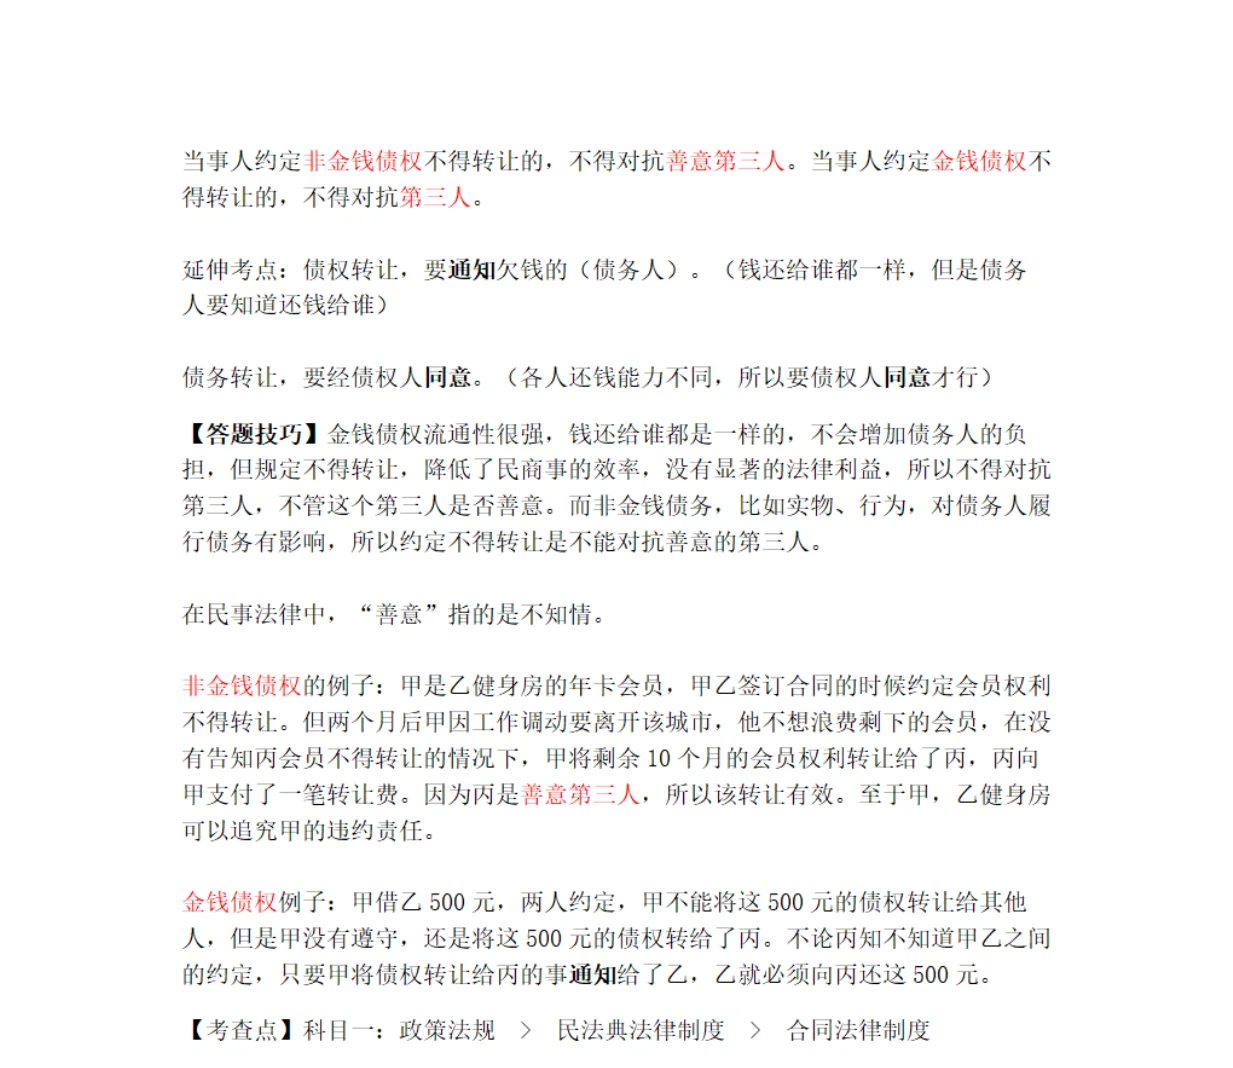 当事人约定非金钱债权不得转让的，不得对抗善意第三人。当事人约定金钱债权不
得转让的，不得对抗第三人。
延伸考点：债权转让，要通知欠钱的（债务人）。（钱还给谁都一样，但是债务
人要知道还钱给谁）
债务转让，要经债权人同意。（各人还钱能力不同，所以要债权人同意才行）
【答题技巧】金钱债权流通性很强，钱还给谁都是一样的，不会增加债务人的负
担，但规定不得转让，降低了民商事的效率，没有显著的法律利益，所以不得对抗
第三人，不管这个第三人是否善意。而非金钱债务，比如实物、行为，对债务人履
行债务有影响，所以约定不得转让是不能对抗善意的第三人。
在民事法律中，“善意”指的是不知情。
非金钱债权的例子：甲是乙健身房的年卡会员，甲乙签订合同的时候约定会员权利
不得转让。但两个月后甲因工作调动要离开该城市，他不想浪费剩下的会员，在没
有告知丙会员不得转让的情况下，甲将剩余10个月的会员权利转让给了丙，丙向
甲支付了一笔转让费。因为丙是善意第三人，所以该转让有效。至于甲，乙健身房
可以追究甲的违约责任。
金钱债权例子：甲借乙500元，两人约定，甲不能将这500元的债权转让给其他
人，但是甲没有遵守，还是将这500元的债权转给了丙。不论丙知不知道甲乙之间
的约定，只要甲将债权转让给丙的事通知给了乙，乙就必须向丙还这500元。
【考查点】科目一：政策法规 > 民法典法律制度 > 合同法律制度